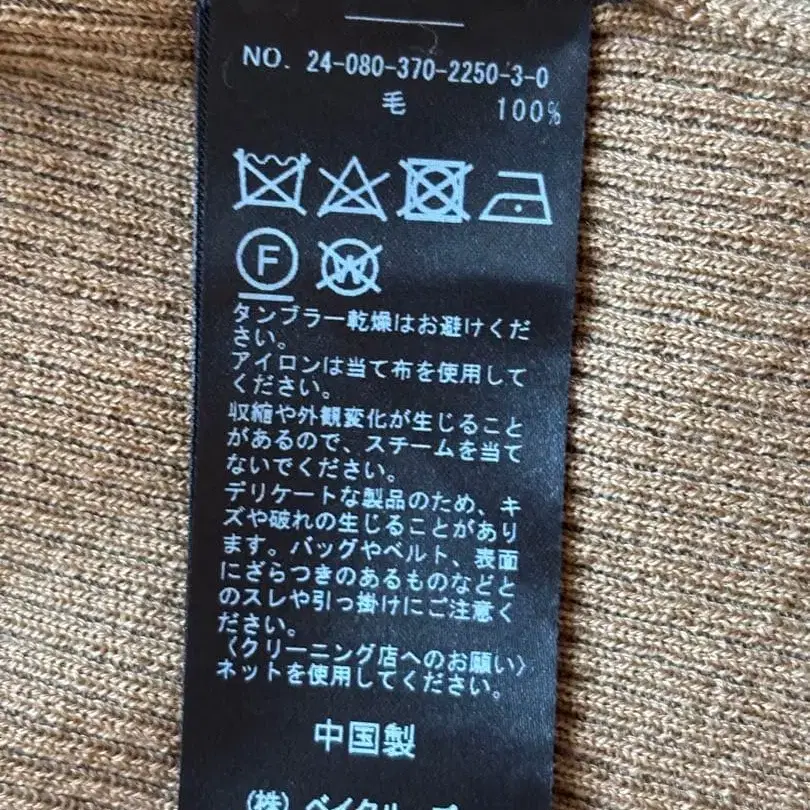 NO. 24-080-370-2250-3-0
毛 100%
F
W
タンブラー乾燥はお避けくだ
さい。
アイロンは当て布を使用して
ください。
収縮や外観変化が生じること
があるので、スチームを当て
ないでください。
デリケートな製品のため、キ
ズや破れの生じることがあり
ます。バッグやベルト、表面
にざらつきのあるものなどと
のスレや引っ掛けにご注意く
ださい。
〈クリーニング店へのお願い〉
ネットを使用してください。
中国製
(株)ベイクルーズ